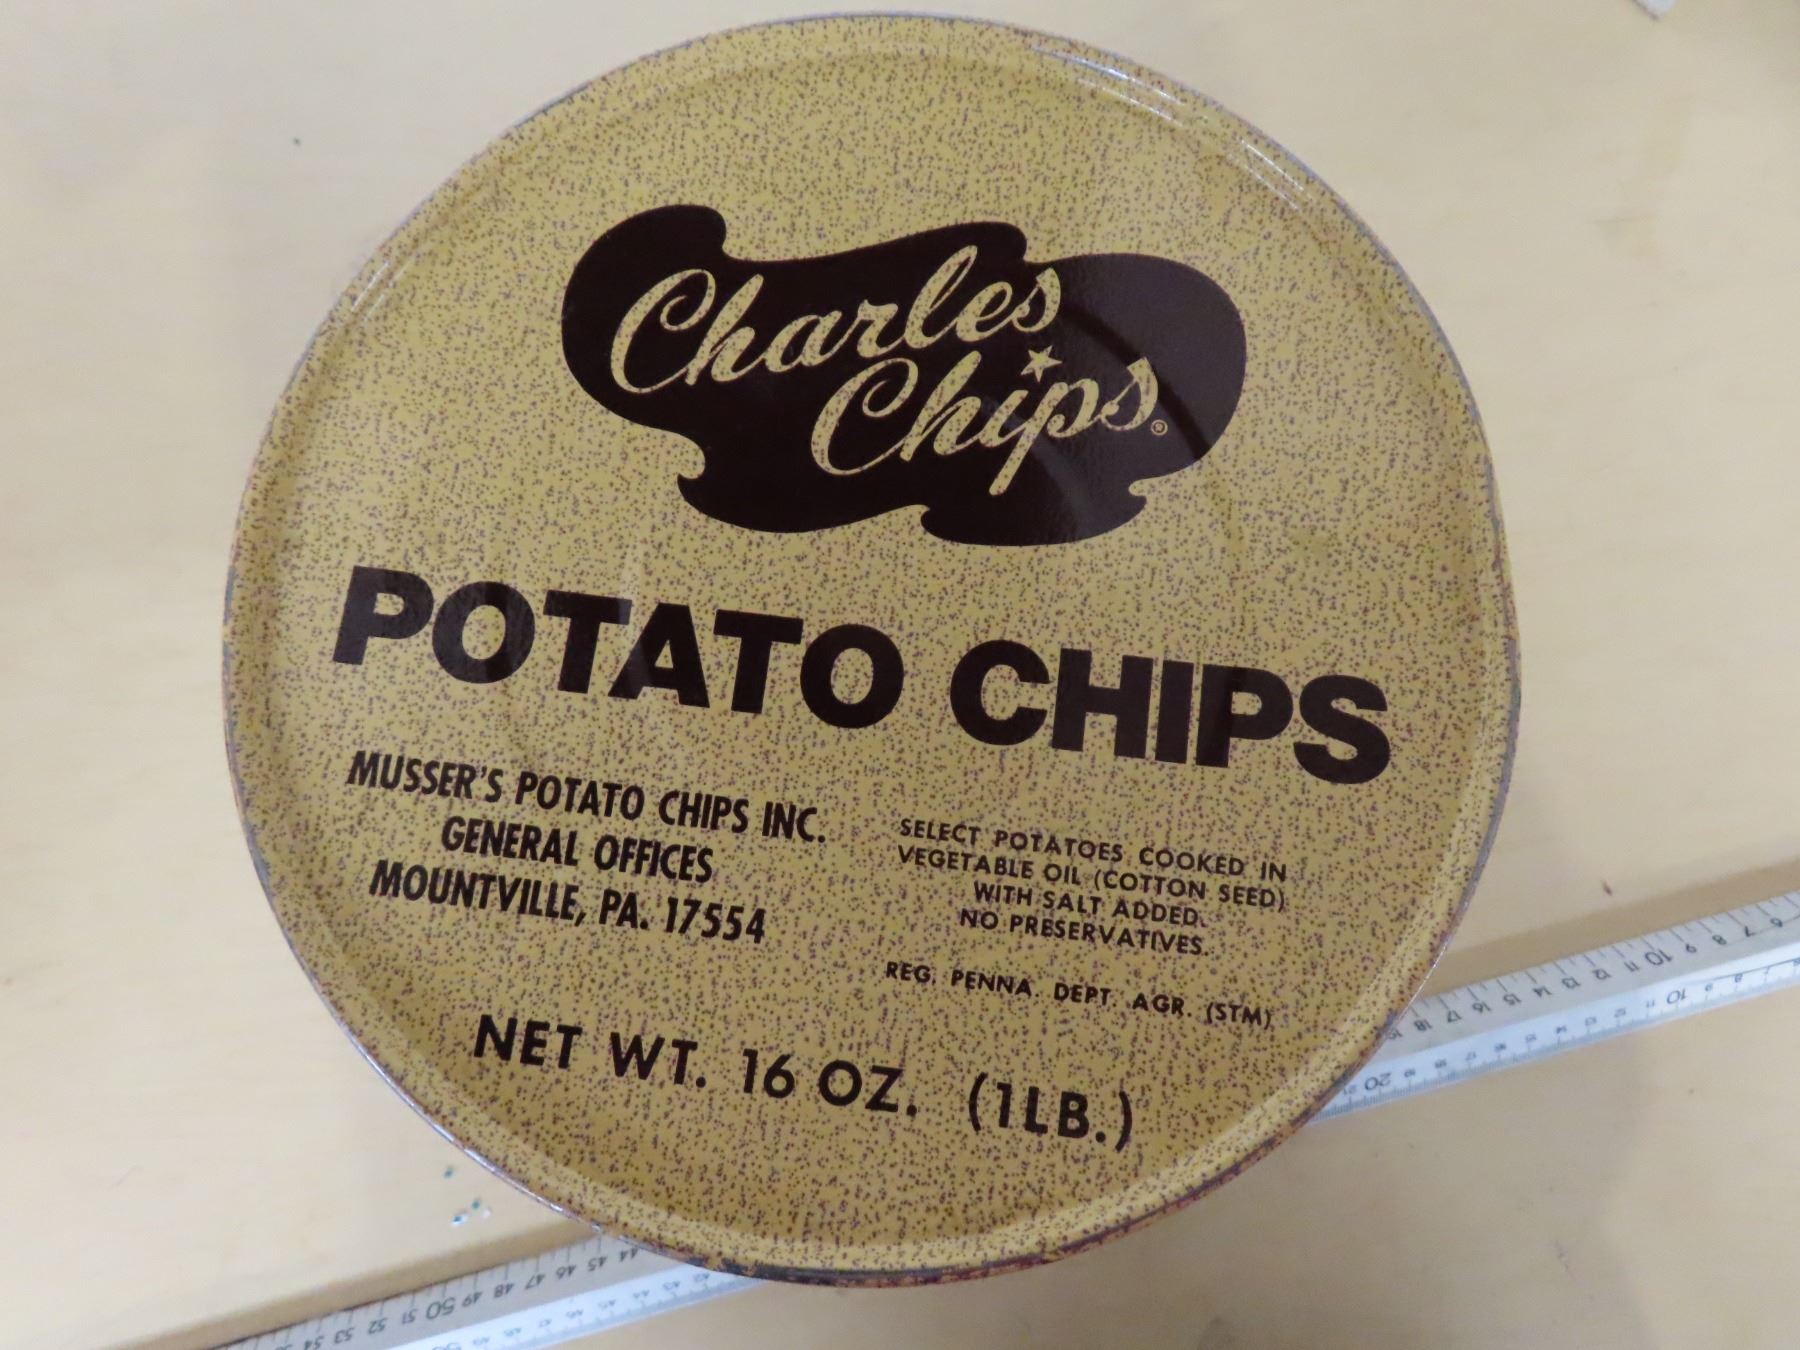 Charles
Chips®
POTATO CHIPS
MUSSER'S POTATO CHIPS INC.
GENERAL OFFICES
MOUNTVILLE, PA. 17554
SELECT POTATOES COOKED IN
VEGETABLE OIL (COTTON SEED)
WITH SALT ADDED.
NO PRESERVATIVES.
REG. PENNA. DEPT. AGR. (STM)
NET WT. 16 OZ. (1LB.)